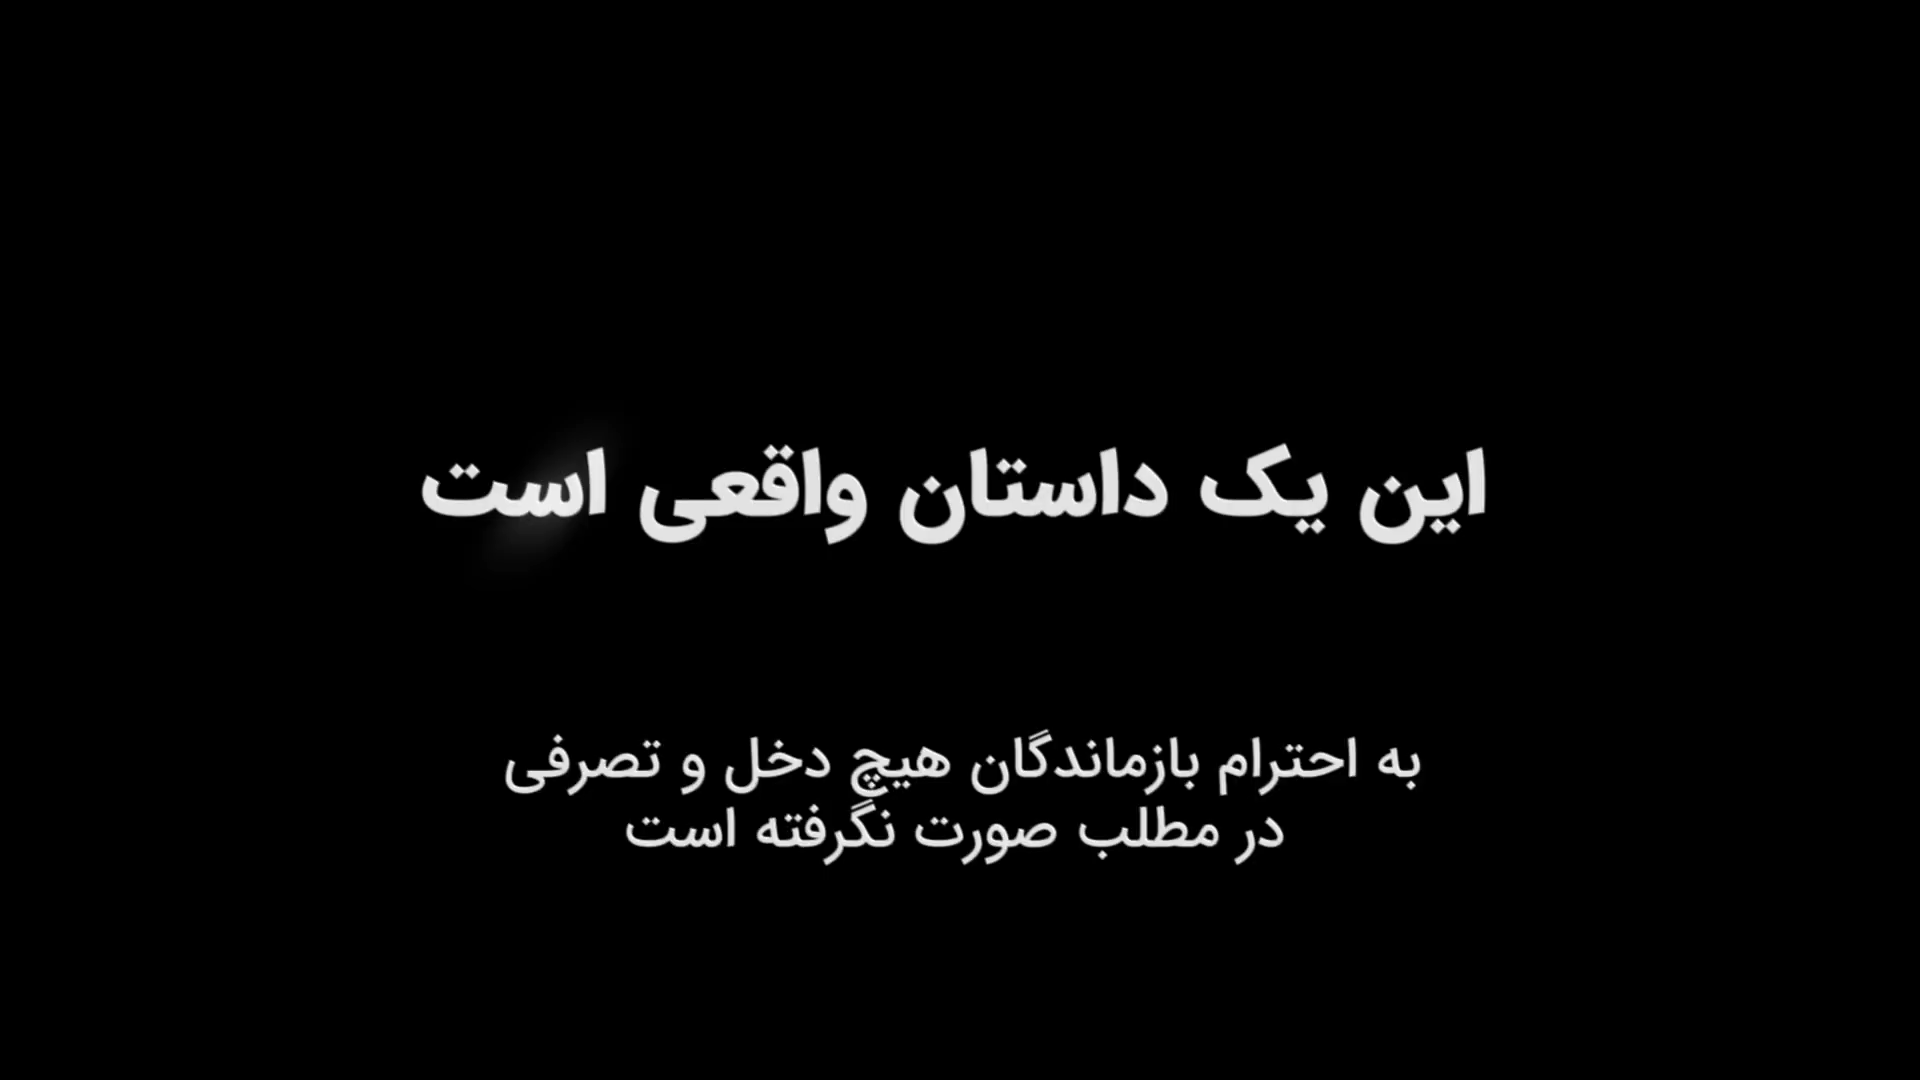 این یک داستان واقعی است
به احترام بازماندگان هیچ دخل و تصرفی
در مطلب صورت نگرفته است